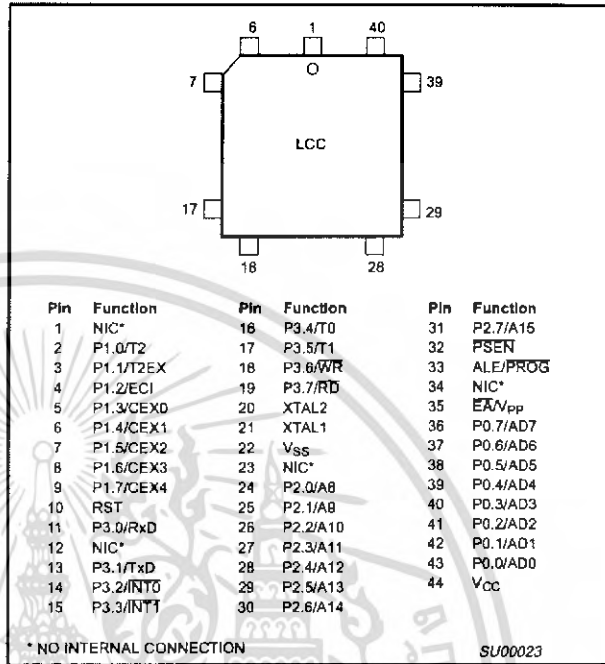 6 1 40
7 39
LCC
17 29
18 28
Pin Function Pin Function Pin Function
1 NIC* 16 P3.4/T0 31 P2.7/A15
2 P1.0/T2 17 P3.5/T1 32 PSEN
3 P1.1/T2EX 18 P3.6/WR 33 ALE/PROG
4 P1.2/ECI 19 P3.7/RD 34 NIC*
5 P1.3/CEX0 20 XTAL2 35 EA/VPP
6 P1.4/CEX1 21 XTAL1 36 P0.7/AD7
7 P1.5/CEX2 22 VSS 37 P0.6/AD6
8 P1.6/CEX3 23 NIC* 38 P0.5/AD5
9 P1.7/CEX4 24 P2.0/A8 39 P0.4/AD4
10 RST 25 P2.1/A9 40 P0.3/AD3
11 P3.0/RxD 26 P2.2/A10 41 P0.2/AD2
12 NIC* 27 P2.3/A11 42 P0.1/AD1
13 P3.1/TxD 28 P2.4/A12 43 P0.0/AD0
14 P3.2/INT0 29 P2.5/A13 44 VCC
15 P3.3/INT1 30 P2.6/A14
* NO INTERNAL CONNECTION SU00023